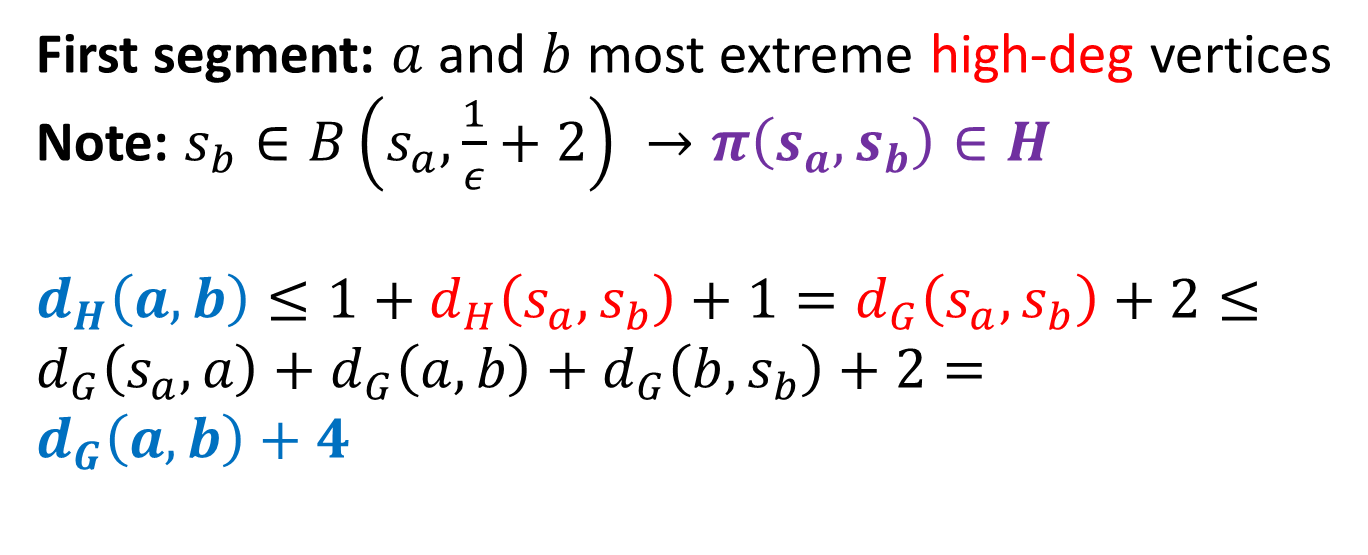 First segment: a and b most extreme high-deg vertices
Note: s_b ∈ B(s_a, 1/ϵ + 2) → π(s_a, s_b) ∈ H
d_H(a, b) ≤ 1 + d_H(s_a, s_b) + 1 = d_G(s_a, s_b) + 2 ≤
d_G(s_a, a) + d_G(a, b) + d_G(b, s_b) + 2 =
d_G(a, b) + 4